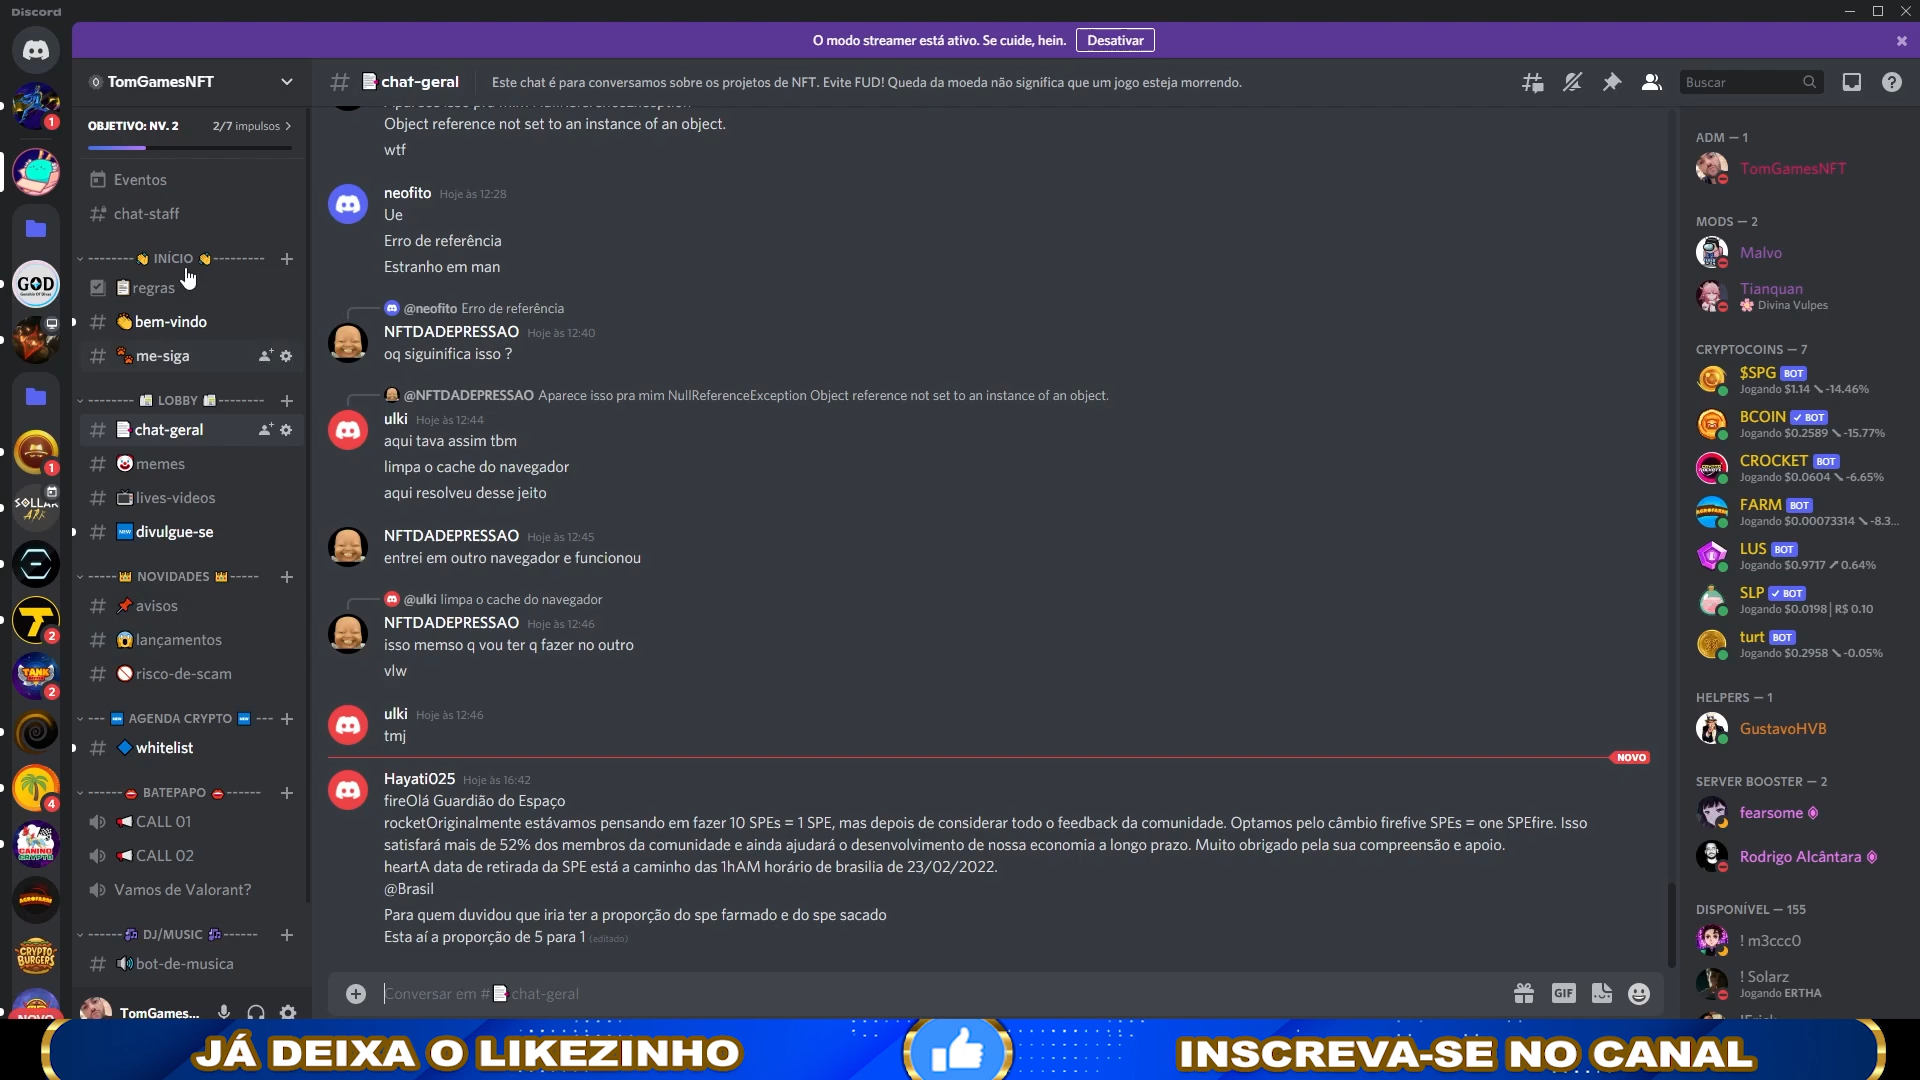 Discord
O modo streamer está ativo. Se cuide, hein. Desativar
TomGamesNFT
chat-geral
Este chat é para conversamos sobre os projetos de NFT. Evite FUD! Queda da moeda não significa que um jogo esteja morrendo.
Buscar
OBJETIVO: NV. 2 2/7 impulsos
Eventos
chat-staff
-------- INÍCIO ---------
regras
bem-vindo
me-siga
-------- LOBBY --------
chat-geral
memes
lives-videos
divulgue-se
----- NOVIDADES -----
avisos
lançamentos
risco-de-scam
--- AGENDA CRYPTO ---
whitelist
------ BATEPAPO ------
CALL 01
CALL 02
Vamos de Valorant?
------ DJ/MUSIC ------
bot-de-musica
TomGames...
1
GOD
1
SOLLAR
2
TANK
2
4
CANINO
CRYPTO
AGROFARM
CRYPTO
BURGERS
NOVO
Object reference not set to an instance of an object.
wtf
neofito Hoje às 12:28
Ue
Erro de referência
Estranho em man
@neofito Erro de referência
NFTDADEPRESSAO Hoje às 12:40
oq siguinifica isso ?
@NFTDADEPRESSAO Aparece isso pra mim NullReferenceException Object reference not set to an instance of an object.
ulki Hoje às 12:44
aqui tava assim tbm
limpa o cache do navegador
aqui resolveu desse jeito
NFTDADEPRESSAO Hoje às 12:45
entrei em outro navegador e funcionou
@ulki limpa o cache do navegador
NFTDADEPRESSAO Hoje às 12:46
isso memso q vou ter q fazer no outro
vlw
ulki Hoje às 12:46
tmj
NOVO
Hayati025 Hoje às 16:42
fireOlá Guardião do Espaço
rocketOriginalmente estávamos pensando em fazer 10 SPEs = 1 SPE, mas depois de considerar todo o feedback da comunidade. Optamos pelo câmbio firefive SPEs = one SPEfire. Isso
satisfará mais de 52% dos membros da comunidade e ainda ajudará o desenvolvimento de nossa economia a longo prazo. Muito obrigado pela sua compreensão e apoio.
heartA data de retirada da SPE está a caminho das 1hAM horário de brasilia de 23/02/2022.
@Brasil
Para quem duvidou que iria ter a proporção do spe farmado e do spe sacado
Esta aí a proporção de 5 para 1 (editado)
Conversar em # chat-geral
GIF
ADM — 1
TomGamesNFT
MODS — 2
Malvo
Tianquan
Divina Vulpes
CRYPTOCOINS — 7
$SPG BOT
Jogando $1.14 -14.46%
BCOIN BOT
Jogando $0.2589 -15.77%
CROCKET BOT
Jogando $0.0604 -6.65%
FARM BOT
Jogando $0.00073314 -8.3...
LUS BOT
Jogando $0.9717 0.64%
SLP BOT
Jogando $0.0198 | R$ 0.10
turt BOT
Jogando $0.2958 -0.05%
HELPERS — 1
GustavoHVB
SERVER BOOSTER — 2
fearsome
Rodrigo Alcântara
DISPONÍVEL — 155
! m3ccc0
! Solarz
Jogando ERTHA
JÁ DEIXA O LIKEZINHO
INSCREVA-SE NO CANAL